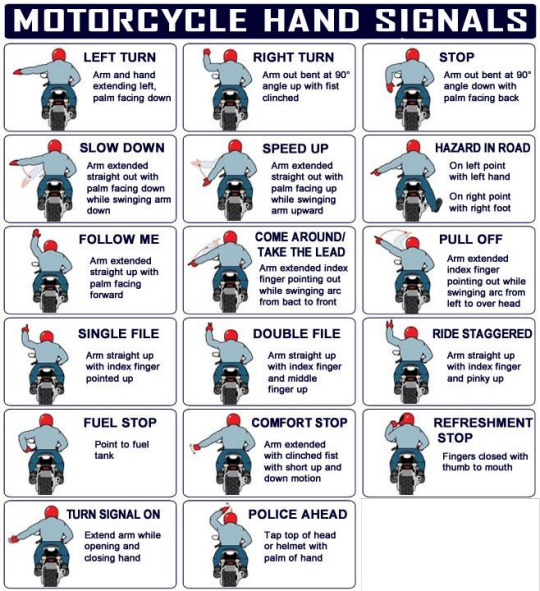 MOTORCYCLE HAND SIGNALS
LEFT TURN
Arm and hand
extending left,
palm facing down
RIGHT TURN
Arm out bent at 90°
angle up with fist
clinched
STOP
Arm out bent at 90°
angle down with
palm facing back
SLOW DOWN
Arm extended
straight out with
palm facing down
while swinging arm
down
SPEED UP
Arm extended
straight out with
palm facing up
while swinging
arm upward
HAZARD IN ROAD
On left point
with left hand
On right point
with right foot
FOLLOW ME
Arm extended
straight up with
palm facing
forward
COME AROUND/
TAKE THE LEAD
Arm extended index
finger pointing out
while swinging arc
from bact to front
PULL OFF
Arm extended
index finger
pointing out while
swinging arc from
left to over head
SINGLE FILE
Arm straight up
with index finger
pointed up
DOUBLE FILE
Arm straight up
with index finger
and middle
finger up
RIDE STAGGERED
Arm straight up
with index finger
and pinky up
FUEL STOP
Point to fuel
tank
COMFORT STOP
Arm extended
with clinched fist
with short up and
down motion
REFRESHMENT
STOP
Fingers closed with
thumb to mouth
TURN SIGNAL ON
Extend arm while
opening and
closing hand
POLICE AHEAD
Tap top of head
or helmet with
palm of hand